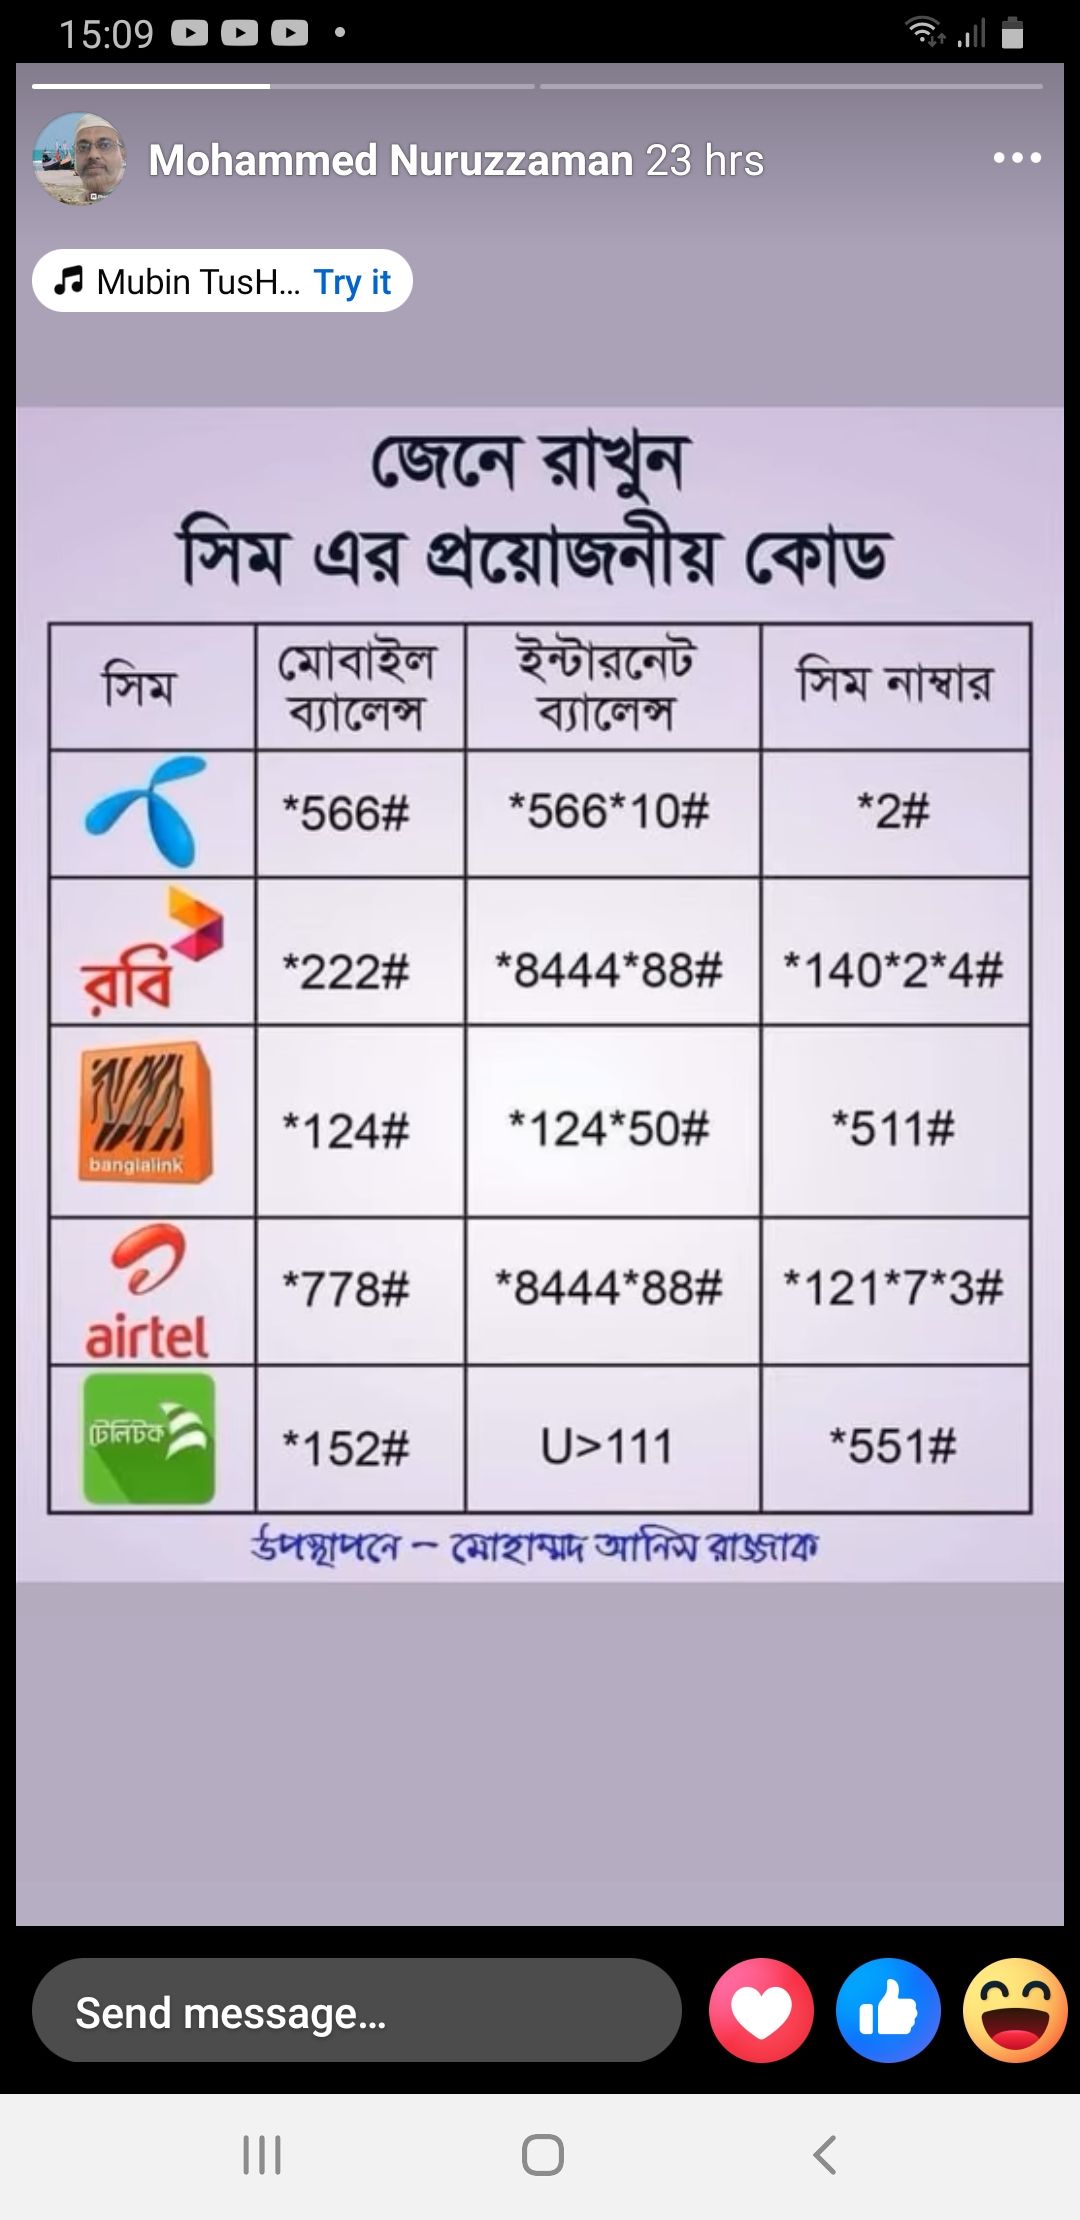 15:09
Mohammed Nuruzzaman 23 hrs
Mubin TusH... Try it
জেনে রাখুন
সিম এর প্রয়োজনীয় কোড
সিম মোবাইল ব্যালেন্স ইন্টারনেট ব্যালেন্স সিম নাম্বার
*566# *566*10# *2#
রবি *222# *8444*88# *140*2*4#
banglalink *124# *124*50# *511#
airtel *778# *8444*88# *121*7*3#
টেলিটক *152# U>111 *551#
উপস্থাপনে – মোহাম্মদ আনিস রাজ্জাক
Send message...